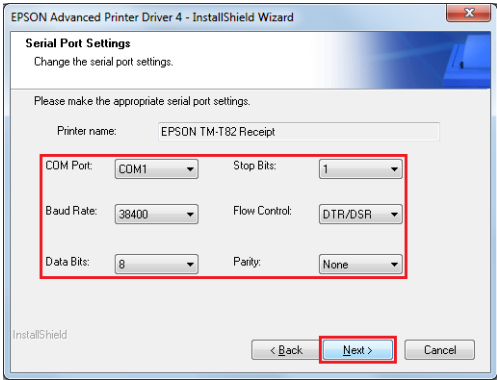 EPSON Advanced Printer Driver 4 - InstallShield Wizard
Serial Port Settings
Change the serial port settings.
Please make the appropriate serial port settings.
Printer name: EPSON TM-T82 Receipt
COM Port: COM1 Stop Bits: 1
Baud Rate: 38400 Flow Control: DTR/DSR
Data Bits: 8 Parity: None
InstallShield
< Back Next > Cancel